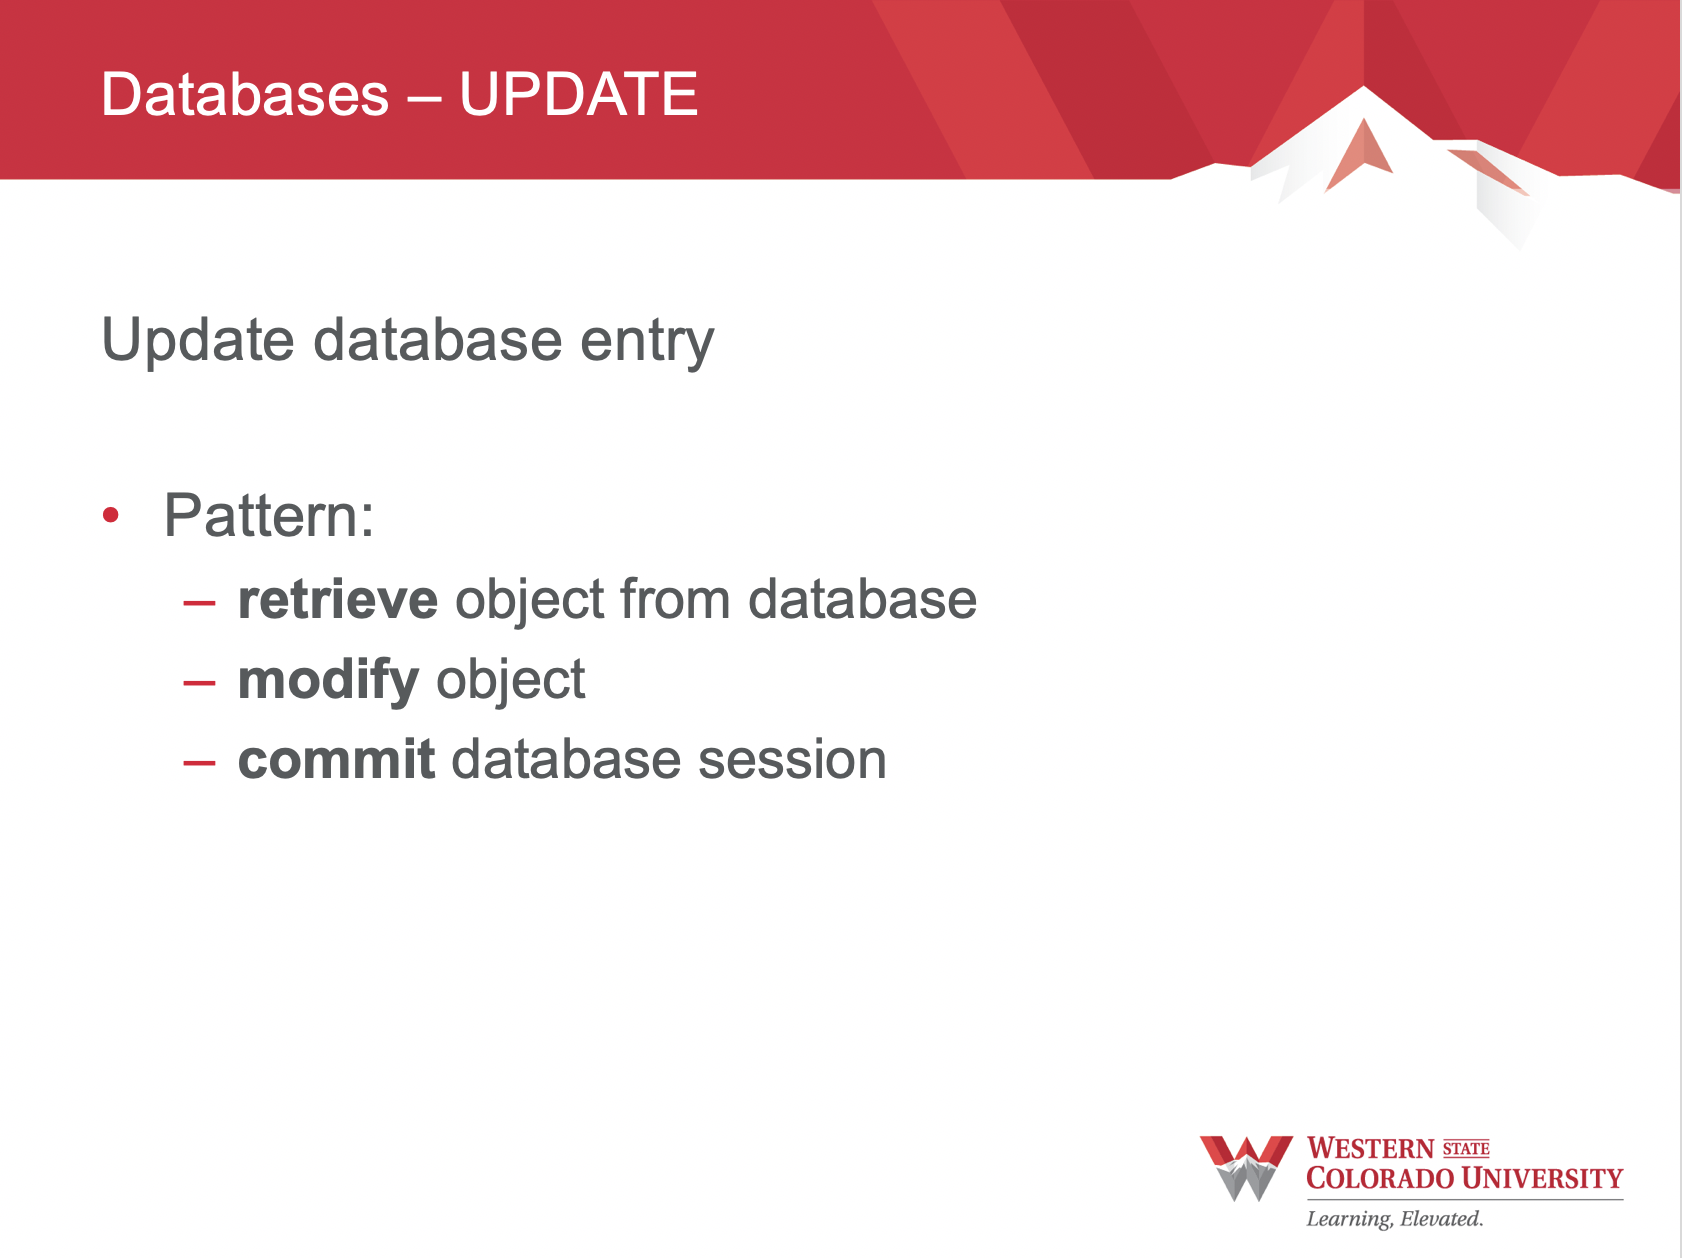 Databases – UPDATE
Update database entry
• Pattern:
– retrieve object from database
– modify object
– commit database session
WESTERN STATE
COLORADO UNIVERSITY
Learning, Elevated.